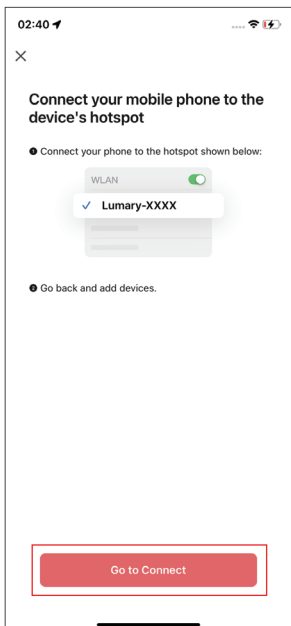 02:40
Connect your mobile phone to the
device's hotspot
❶ Connect your phone to the hotspot shown below:
WLAN
Lumary-XXXX
❷ Go back and add devices.
Go to Connect